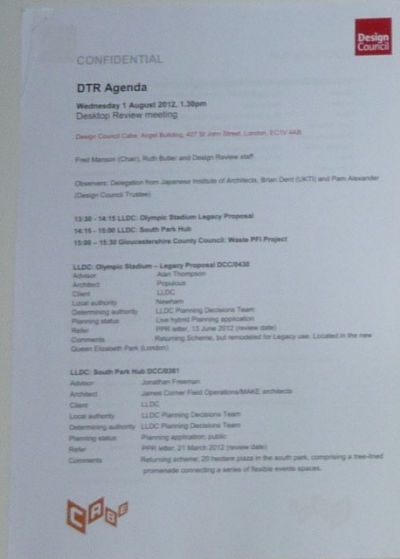 Design
Council
CONFIDENTIAL
DTR Agenda
Wednesday 1 August 2012, 1.30pm
Desktop Review meeting
Design Council Cabe, Angel Building, 407 St John Street, London, EC1V 4AB
Fred Manson (Chair), Ruth Butler and Design Review staff
Observers: Delegation from Japanese Institute of Architects, Brian Dent (UKTI) and Pam Alexander
(Design Council Trustee)
13:30 - 14:15 LLDC: Olympic Stadium Legacy Proposal
14:15 - 15:00 LLDC: South Park Hub
15:00 - 15:30 Gloucestershire County Council: Waste PFI Project
LLDC: Olympic Stadium - Legacy Proposal DCC/0430
Advisor Alan Thompson
Architect Populous
Client LLDC
Local authority Newham
Determining authority LLDC Planning Decisions Team
Planning status Live hybrid Planning application
Refer PPR letter, 13 June 2012 (review date)
Comments Returning Scheme, but remodeled for Legacy use. Located in the new
Queen Elizabeth Park (London)
LLDC: South Park Hub DCC/0381
Advisor Jonathan Freeman
Architect James Corner Field Operations/MAKE architects
Client LLDC
Local authority LLDC Planning Decisions Team
Determining authority LLDC Planning Decisions Team
Planning status Planning application; public
Refer PPR letter, 21 March 2012 (review date)
Comments Returning scheme; 20 hectare plaza in the south park, comprising a tree-lined
promenade connecting a series of flexible events spaces.
CABE